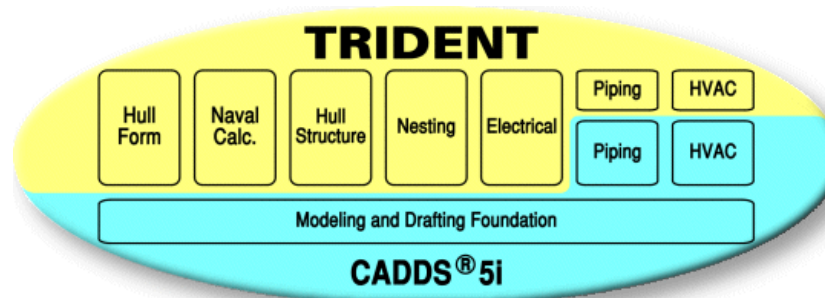 TRIDENT
Hull
Form
Naval
Calc.
Hull
Structure
Nesting
Electrical
Piping
HVAC
Piping
HVAC
Modeling and Drafting Foundation
CADDS® 5i